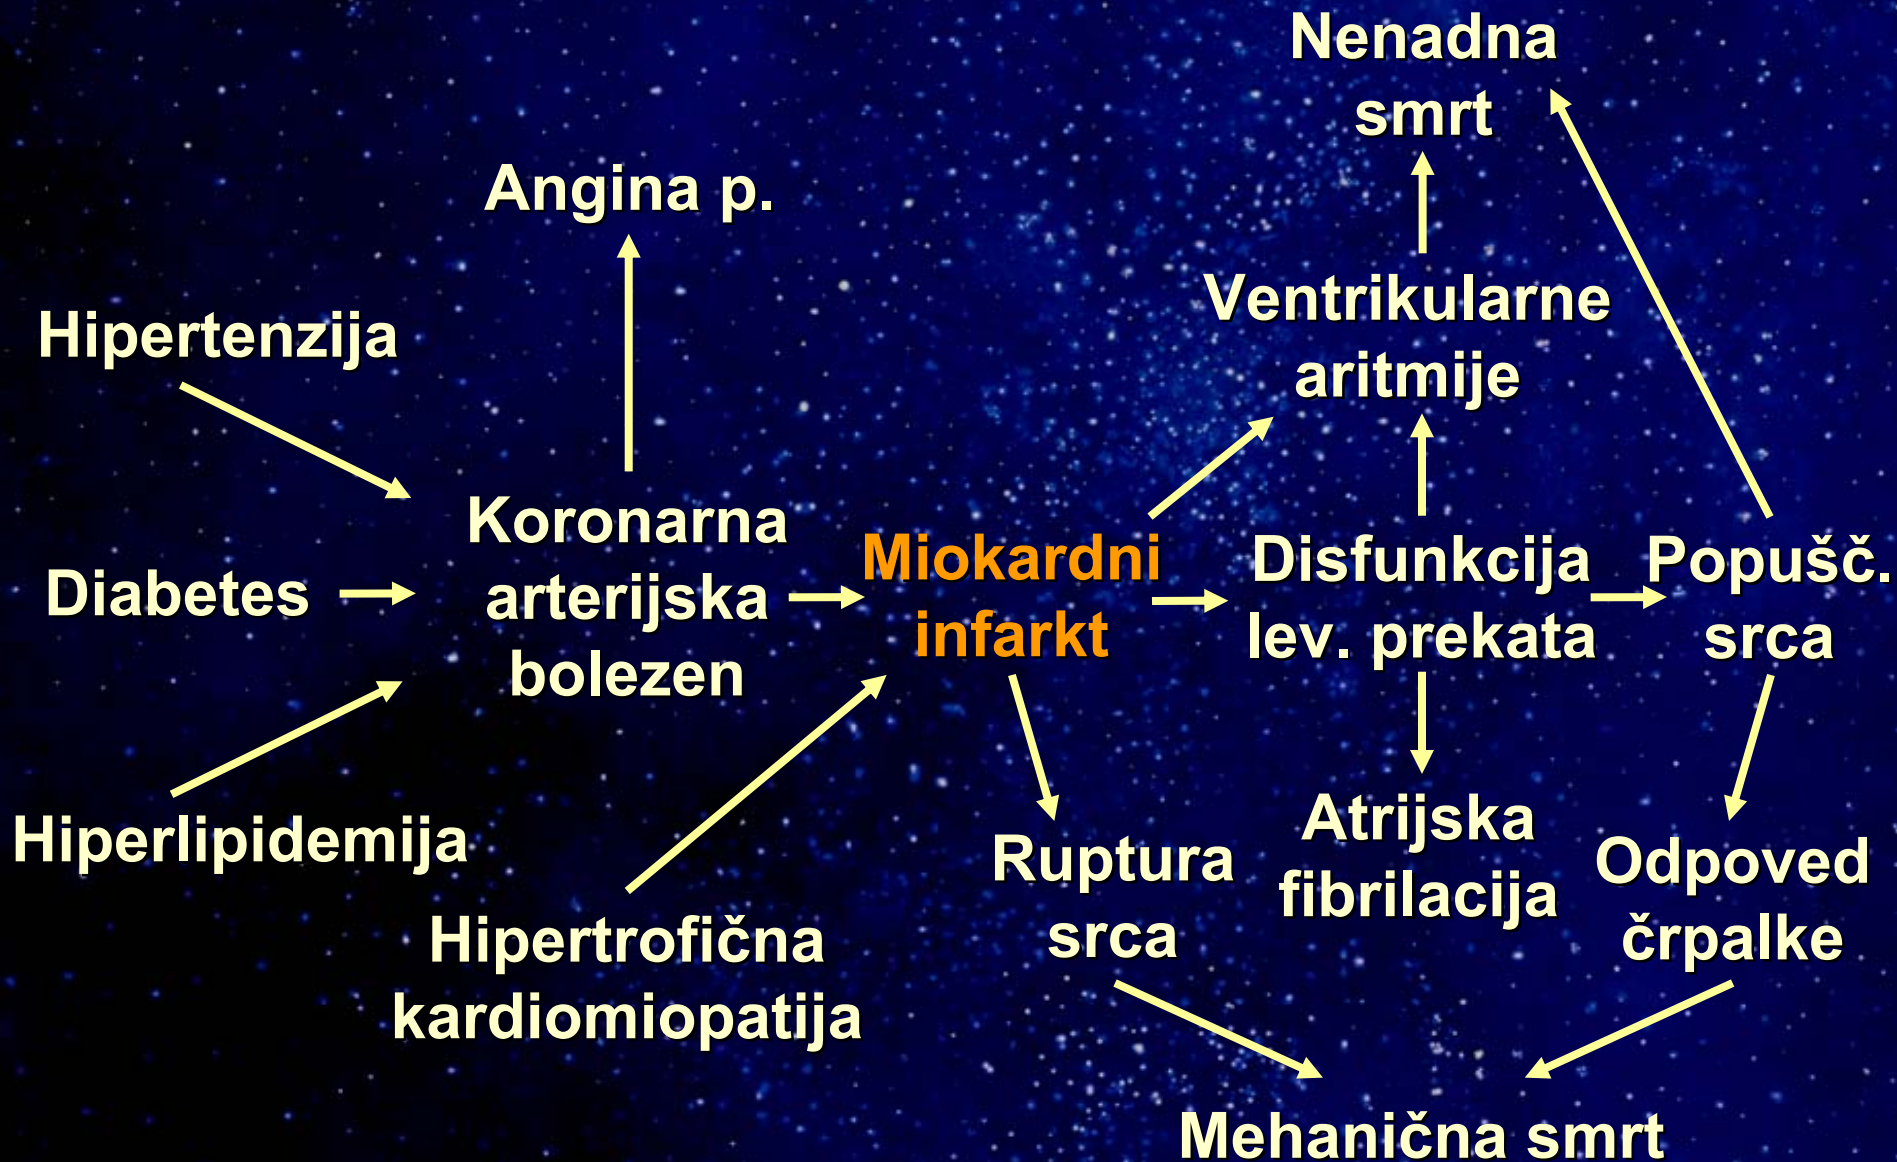 Nenadna
smrt
Angina p.
Ventrikularne
aritmije
Hipertenzija
Koronarna
arterijska
bolezen
Miokardni
infarkt
Disfunkcija
lev. prekata
Popušč.
srca
Diabetes
Hiperlipidemija
Hipertrofična
kardiomiopatija
Ruptura
srca
Atrijska
fibrilacija
Odpoved
črpalke
Mehanična smrt